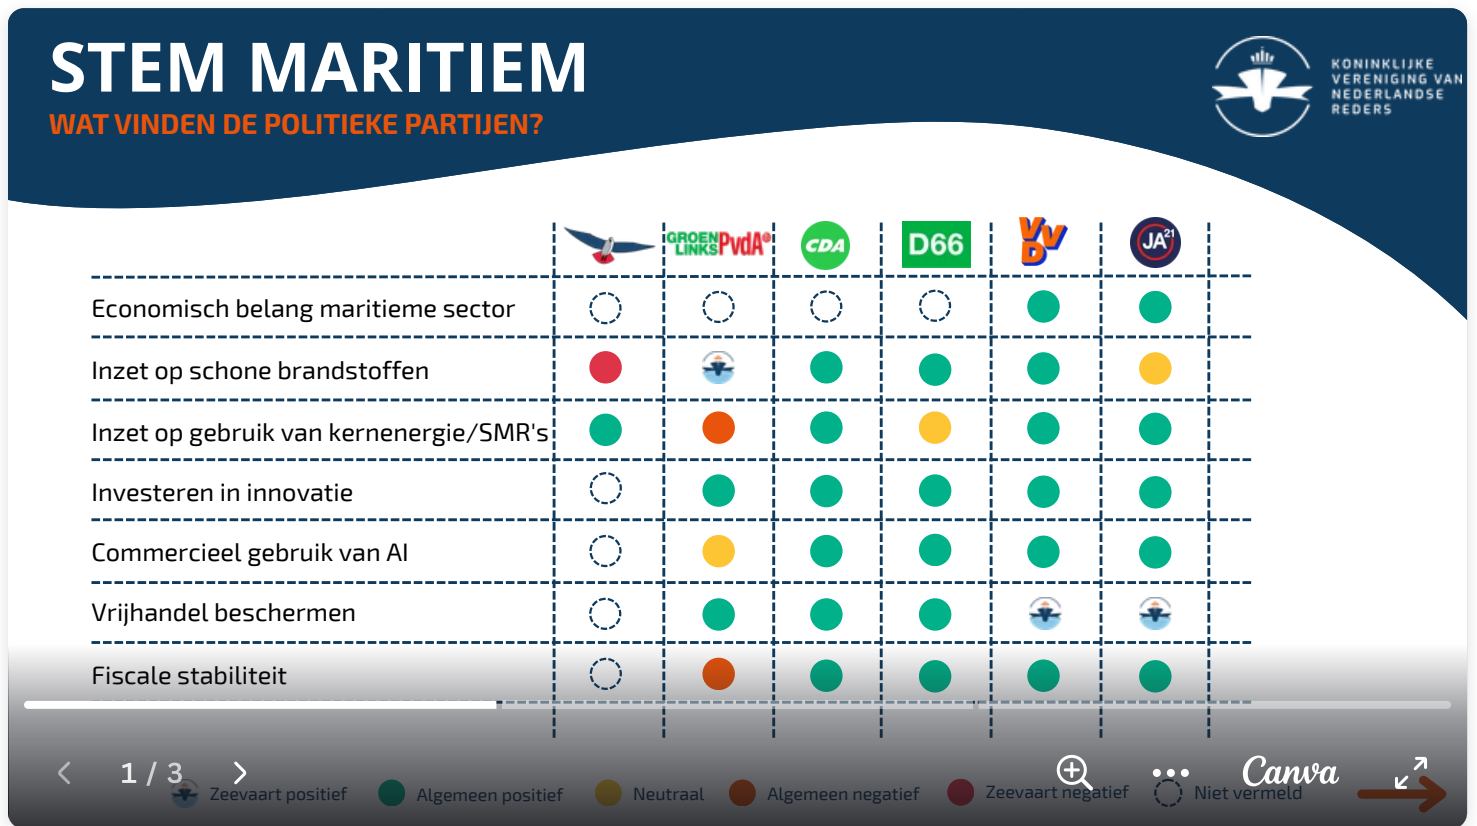 STEM MARITIEM
WAT VINDEN DE POLITIEKE PARTIJEN?
KONINKLIJKE
VERENIGING VAN
NEDERLANDSE
REDERS
GROEN
LINKS PvdA
CDA
D66
VVD
JA21
Economisch belang maritieme sector
Inzet op schone brandstoffen
Inzet op gebruik van kernenergie/SMR's
Investeren in innovatie
Commercieel gebruik van AI
Vrijhandel beschermen
Fiscale stabiliteit
1 / 3
Canva
Zeevaart positief
Algemeen positief
Neutraal
Algemeen negatief
Zeevaart negatief
Niet vermeld